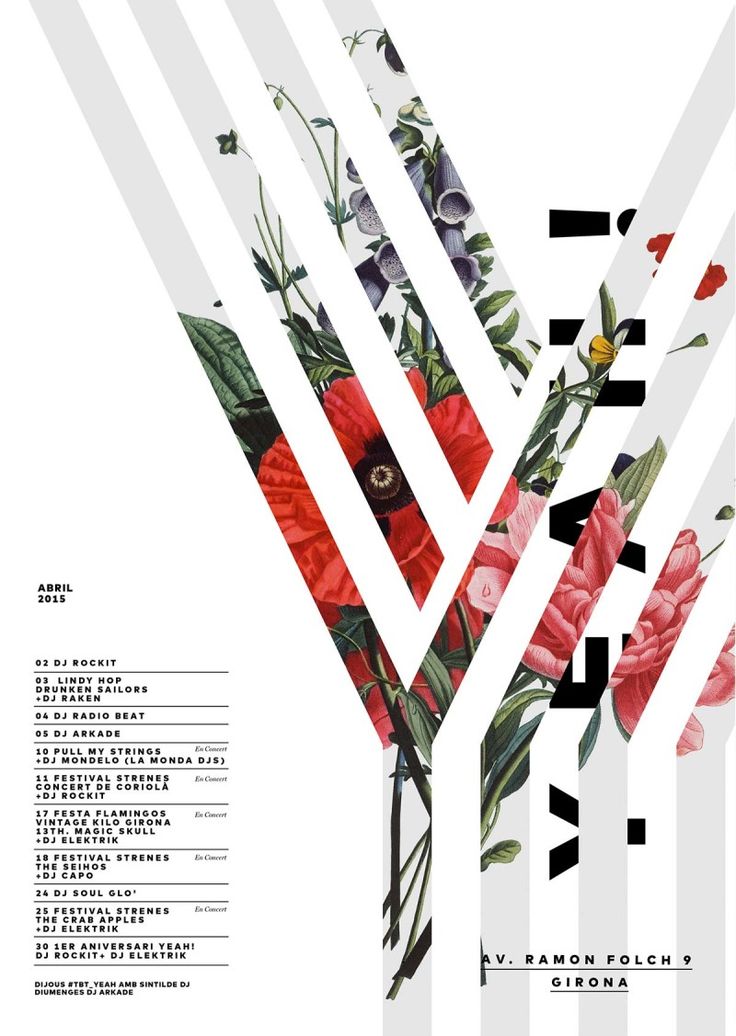 YEAH!
ABRIL
2015
02 DJ ROCKIT
03 LINDY HOP
DRUNKEN SAILORS
+DJ RAKEN
04 DJ RADIO BEAT
05 DJ ARKADE
10 PULL MY STRINGS En Concert
+DJ MONDELO (LA MONDA DJS)
11 FESTIVAL STRENES En Concert
CONCERT DE CORIOLÀ
+DJ ROCKIT
17 FESTA FLAMINGOS En Concert
VINTAGE KILO GIRONA
13TH. MAGIC SKULL
+DJ ELEKTRIK
18 FESTIVAL STRENES En Concert
THE SEIHOS
+DJ CAPO
24 DJ SOUL GLO'
25 FESTIVAL STRENES En Concert
THE CRAB APPLES
+DJ ELEKTRIK
30 1ER ANIVERSARI YEAH!
DJ ROCKIT+ DJ ELEKTRIK
DIJOUS #TBT_YEAH AMB SINTILDE DJ
DIUMENGES DJ ARKADE
AV. RAMON FOLCH 9
GIRONA